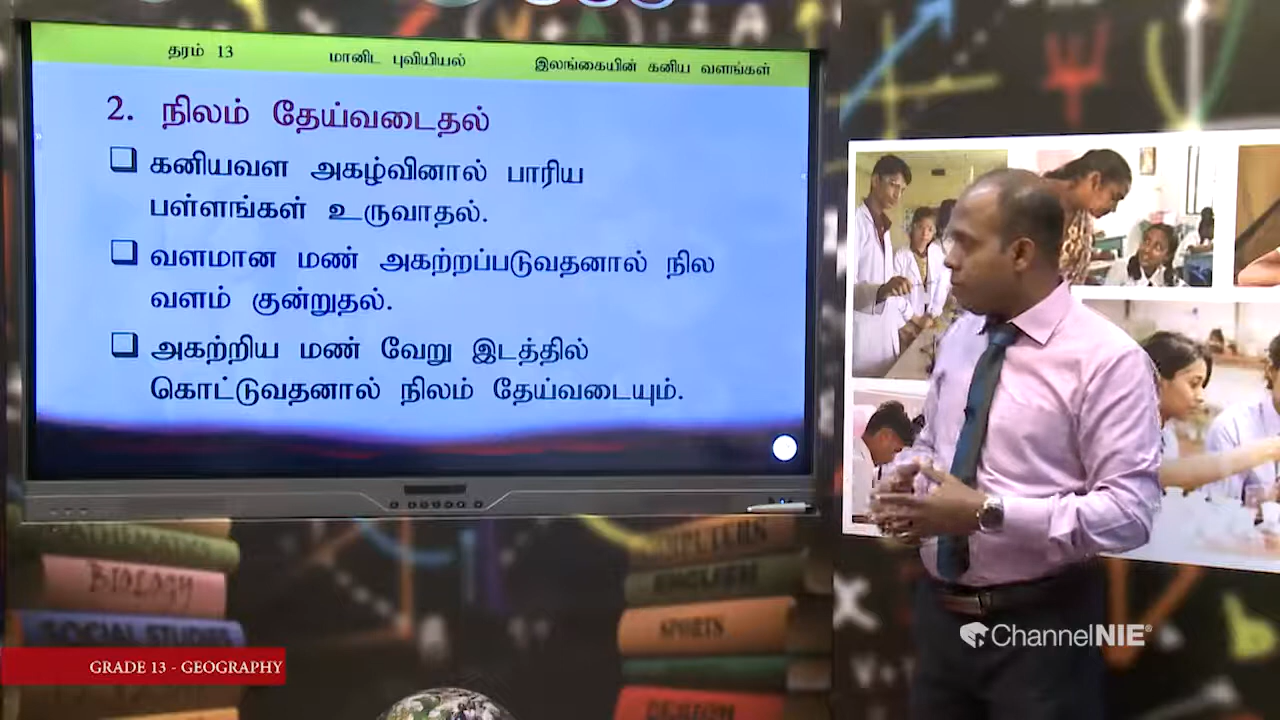 தரம் 13 மானிட புவியியல் இலங்கையின் கனிய வளங்கள்
2. நிலம் தேய்வடைதல்
❑ கனியவள அகழ்வினால் பாரிய
பள்ளங்கள் உருவாதல்.
❑ வளமான மண் அகற்றப்படுவதனால் நில
வளம் குன்றுதல்.
❑ அகற்றிய மண் வேறு இடத்தில்
கொட்டுவதனால் நிலம் தேய்வடையும்.
MATHEMATICS
BIOLOGY
SOCIAL STUDIES
COMPUTERS
ENGLISH
SPORTS
DESIGN
GRADE 13 - GEOGRAPHY
ChannelNIE®